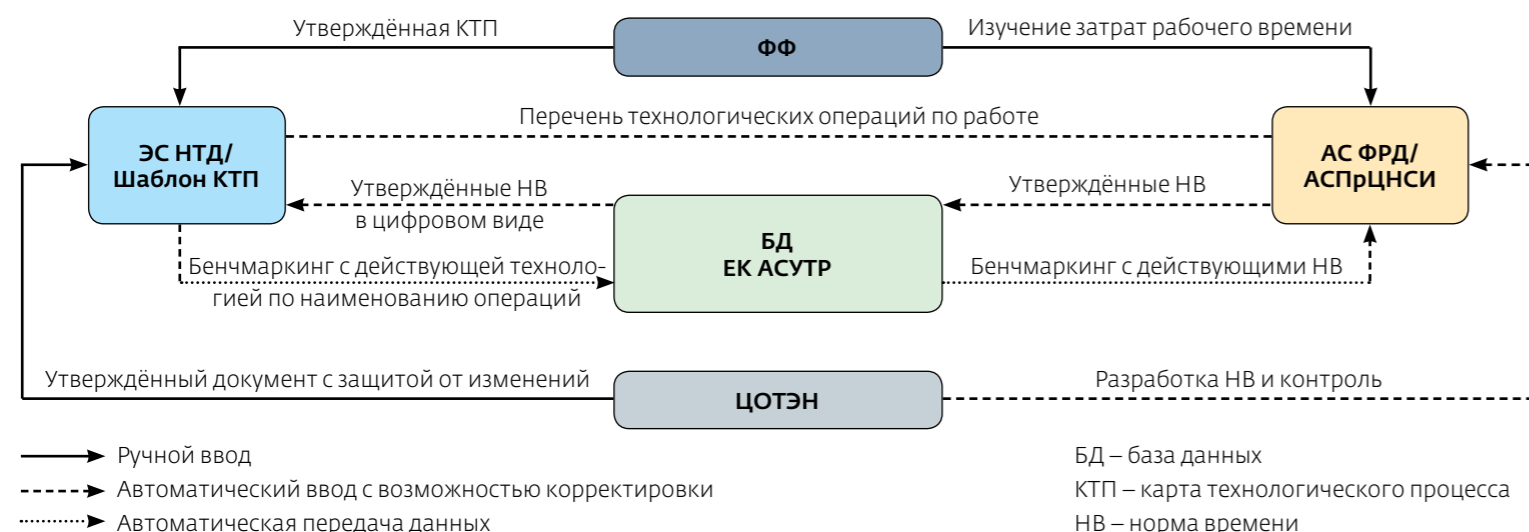 Утверждённая КТП
ФФ
Изучение затрат рабочего времени
Перечень технологических операций по работе
ЭС НТД/
Шаблон КТП
АС ФРД/
АСПрЦНСИ
Утверждённые НВ
в цифровом виде
Утверждённые НВ
БД
ЕК АСУТР
Бенчмаркинг с действующей техноло-
гией по наименованию операций
Бенчмаркинг с действующими НВ
Утверждённый документ с защитой от изменений
ЦОТЭН
Разработка НВ и контроль
Ручной ввод
Автоматический ввод с возможностью корректировки
Автоматическая передача данных
БД – база данных
КТП – карта технологического процесса
НВ – норма времени